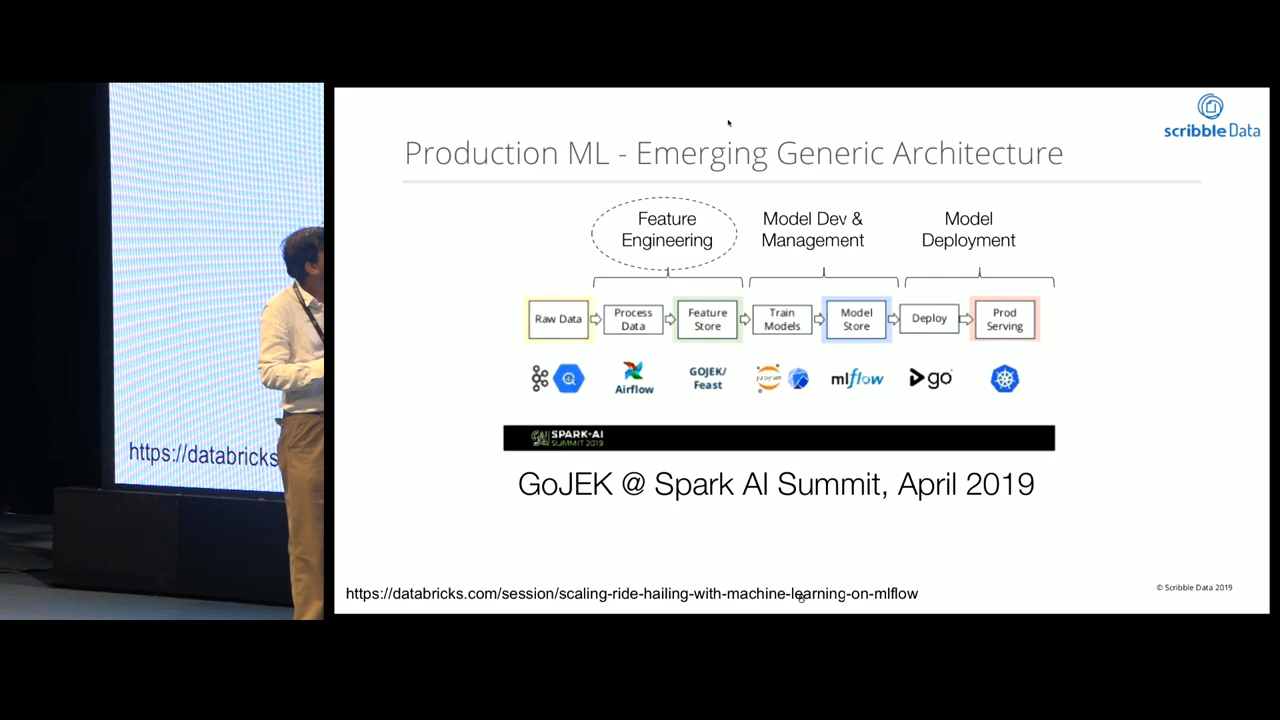 scribble Data
Production ML - Emerging Generic Architecture
Feature
Engineering
Model Dev &
Management
Model
Deployment
Raw Data
Process
Data
Feature
Store
Train
Models
Model
Store
Deploy
Prod
Serving
Airflow
GOJEK/
Feast
jupyter
mlflow
go
SPARK+AI
SUMMIT 2019
GoJEK @ Spark AI Summit, April 2019
https://databricks.com/session/scaling-ride-hailing-with-machine-learning-on-mlflow
© Scribble Data 2019
https://databricks